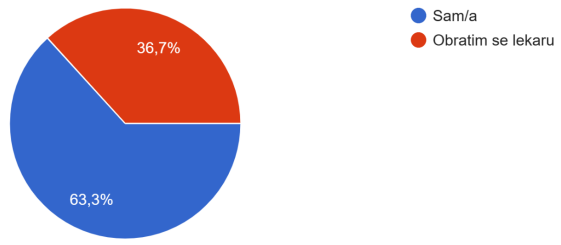 Sam/a
Obratim se lekaru
36,7%
63,3%